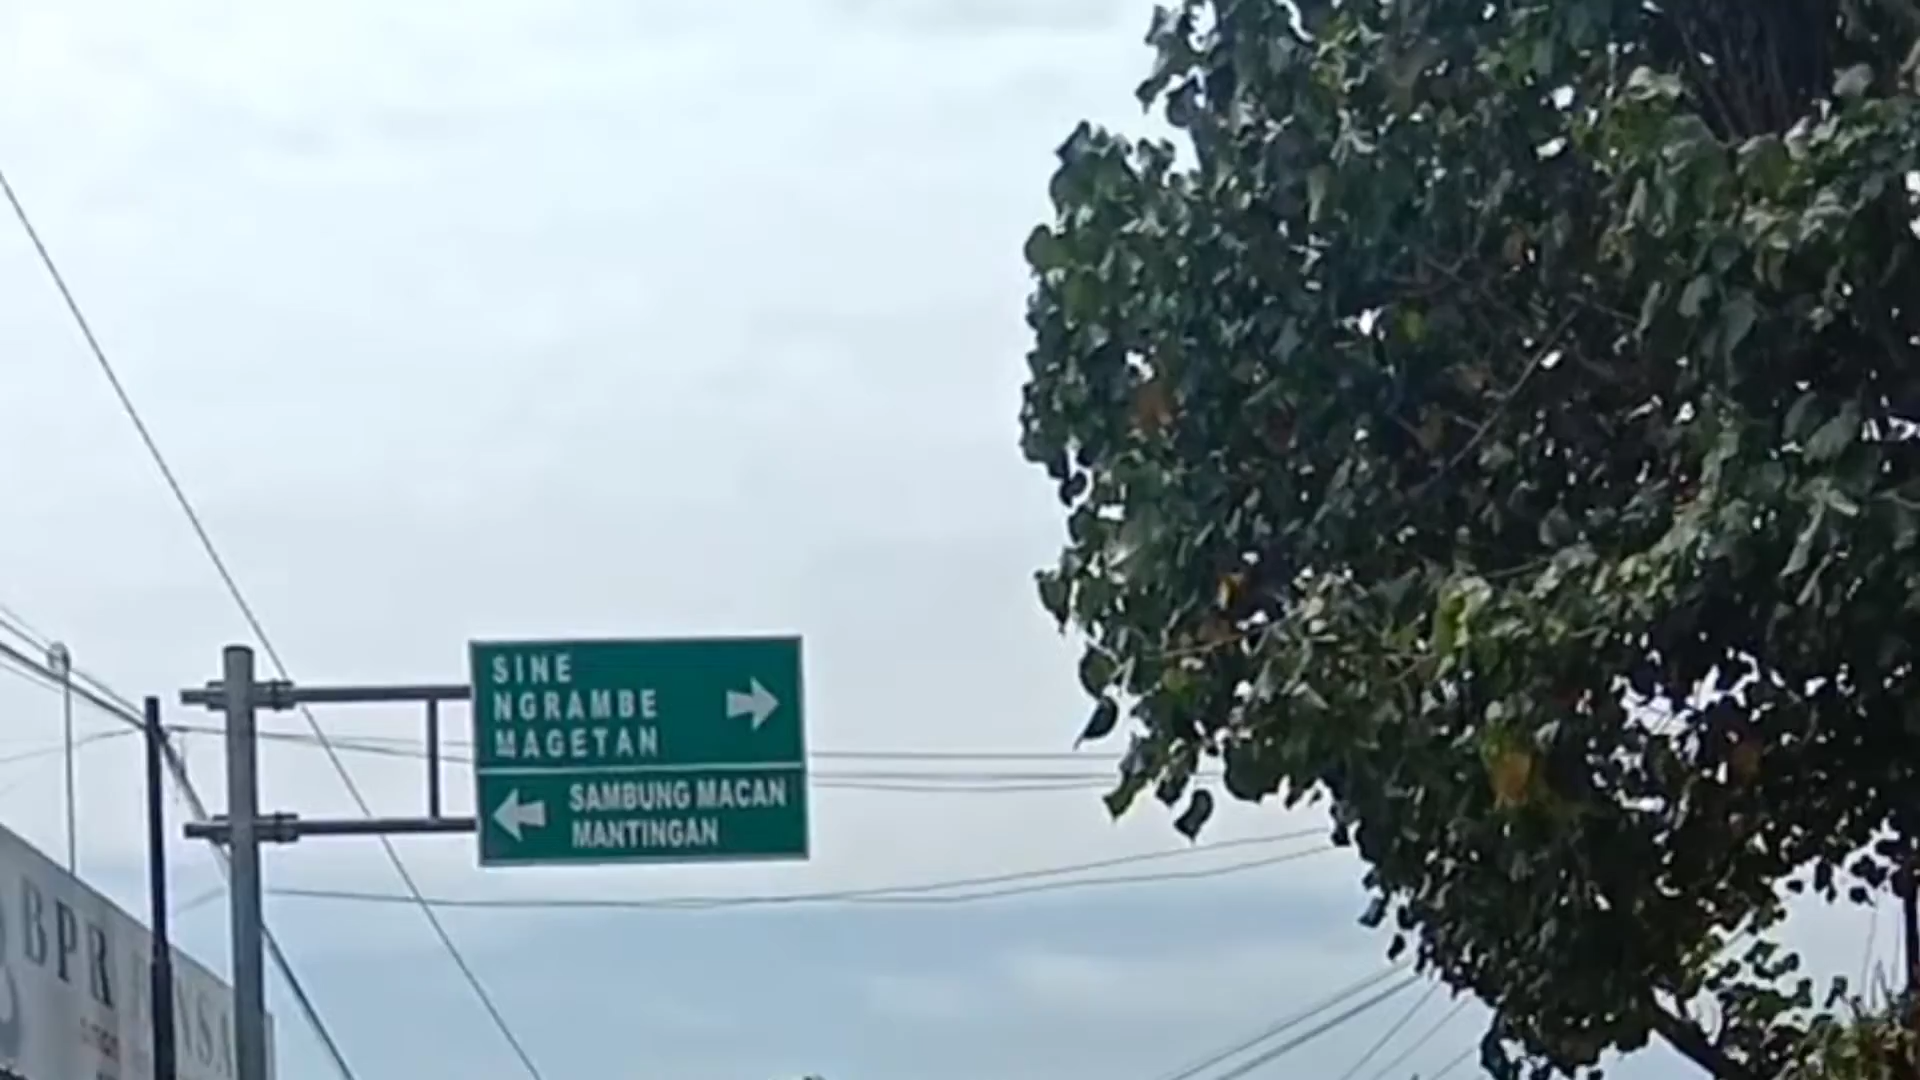 SINE
NGRAMBE
MAGETAN
SAMBUNG MACAN
MANTINGAN
BPR